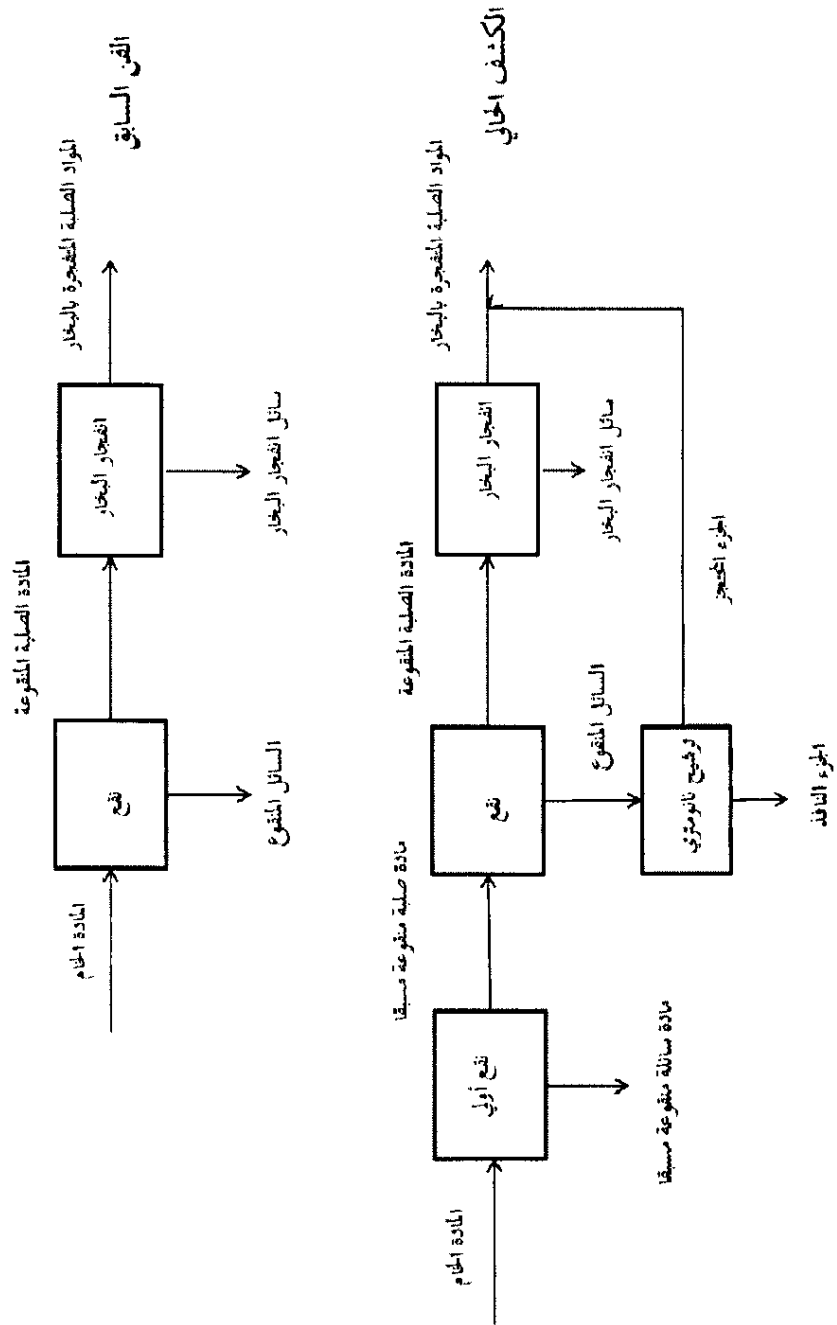 الفن السابق
المادة الخام
نقع
السائل المنقوع
المادة الصلبة المنقوعة
انفجار البخار
سائل انفجار البخار
المواد الصلبة المتفجرة بالبخار
الكشف الحالي
المادة الخام
نقع أولي
مادة سائلة منقوعة مسبقا
مادة صلبة منقوعة مسبقا
نقع
السائل المنقوع
المادة الصلبة المنقوعة
انفجار البخار
سائل انفجار البخار
المواد الصلبة المتفجرة بالبخار
ترشيح نانومتري
الجزء النافذ
الجزء المحتجز